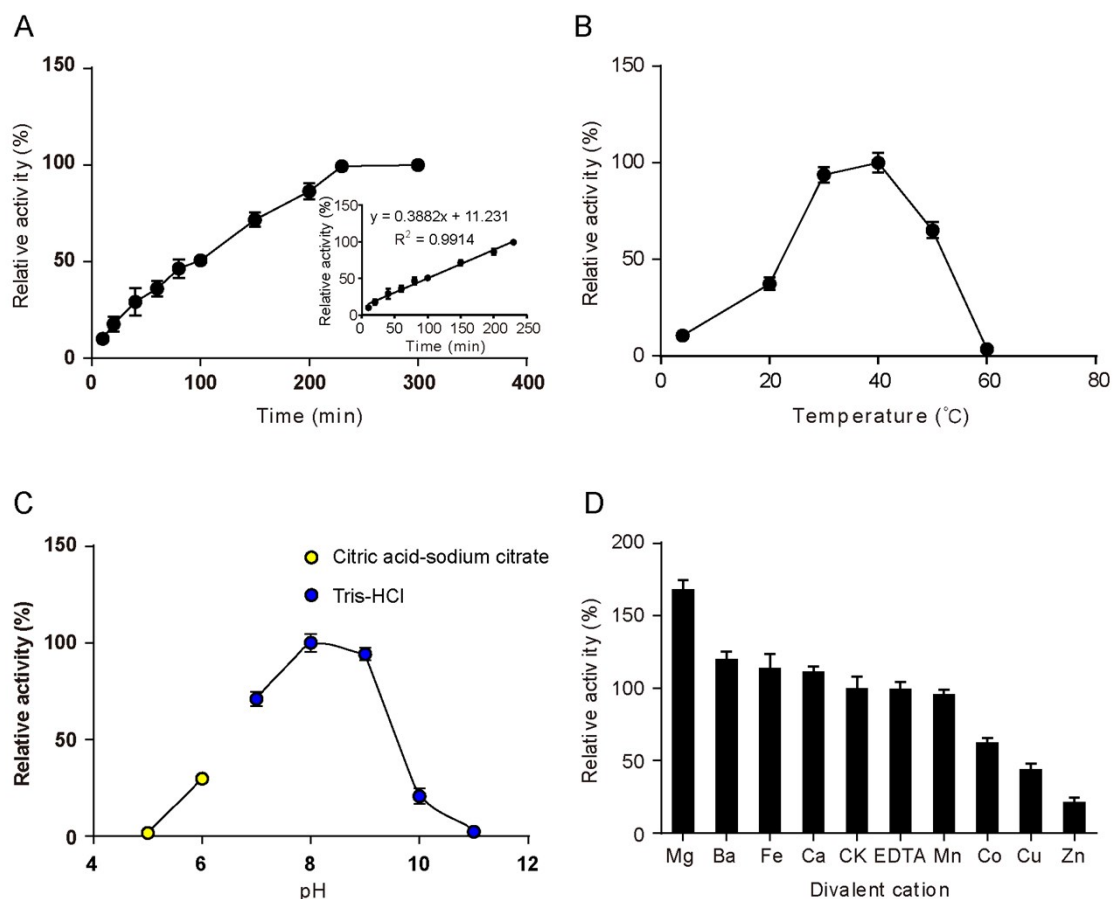 A
Relative activity (%)
150
100
50
0
0 100 200 300 400
Time (min)
Relative activity (%)
150
100
50
0
y = 0.3882x + 11.231
R² = 0.9914
0 50 100 150 200 250
Time (min)
B
Relative activity (%)
150
100
50
0
0 20 40 60 80
Temperature (°C)
C
Relative activity (%)
150
100
50
0
Citric acid-sodium citrate
Tris-HCl
4 6 8 10 12
pH
D
Relative activity (%)
200
150
100
50
0
Mg Ba Fe Ca CK EDTA Mn Co Cu Zn
Divalent cation